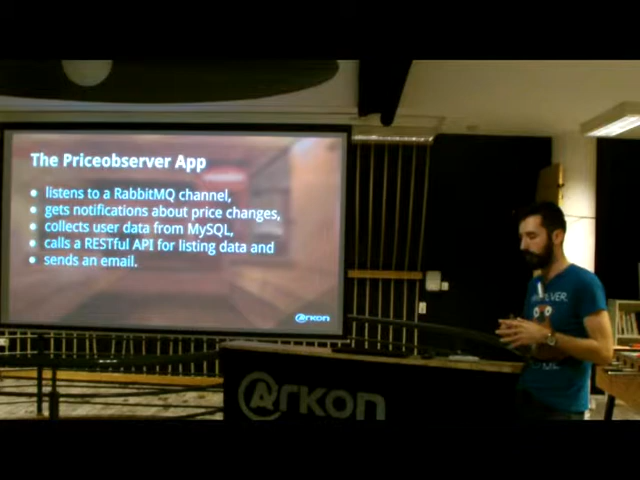 The Priceobserver App
• listens to a RabbitMQ channel,
• gets notifications about price changes,
• collects user data from MySQL,
• calls a RESTful API for listing data and
• sends an email.
arkon
arkon